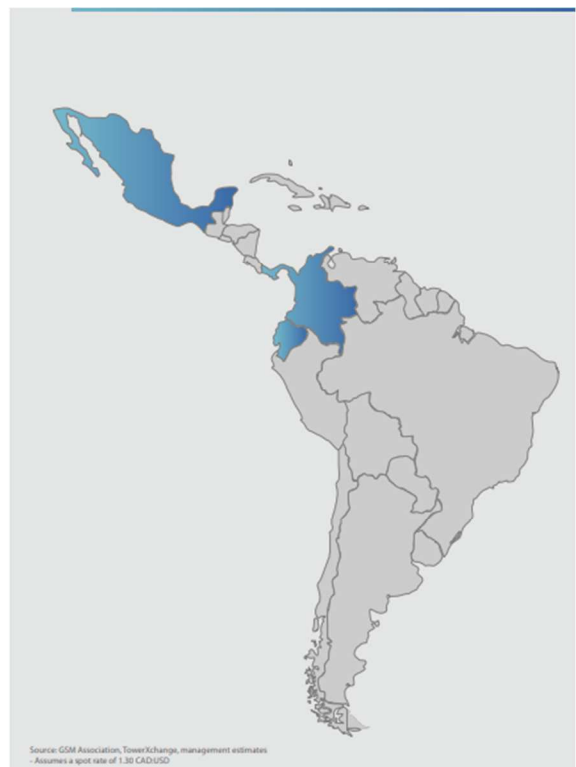 Source: GSM Association, TowerXchange, management estimates
- Assumes a spot rate of 1.30 CAD:USD